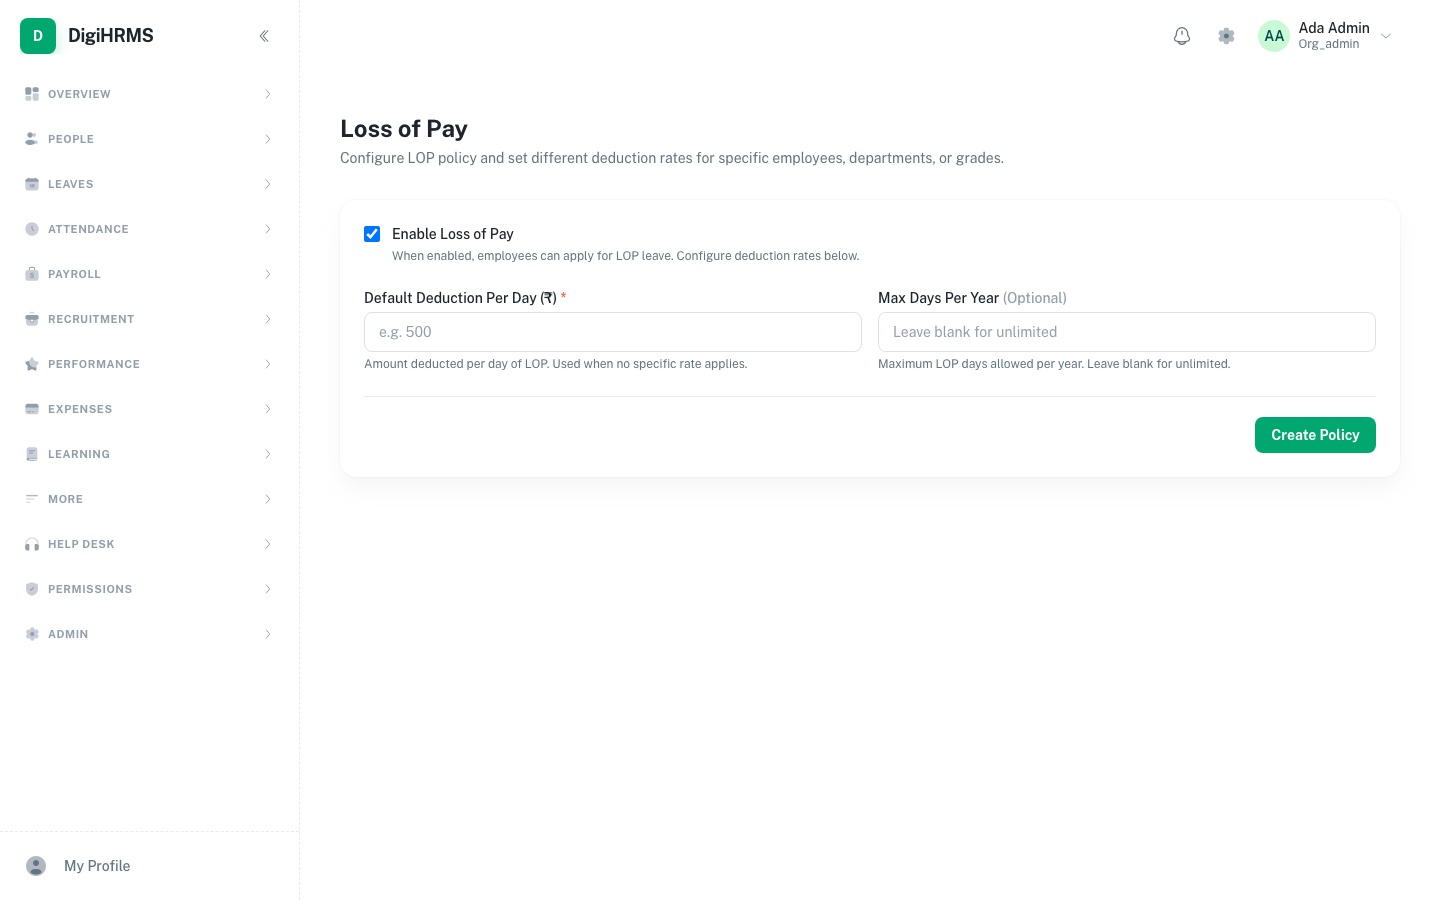 D
DigiHRMS
OVERVIEW
PEOPLE
LEAVES
ATTENDANCE
PAYROLL
RECRUITMENT
PERFORMANCE
EXPENSES
LEARNING
MORE
HELP DESK
PERMISSIONS
ADMIN
My Profile
AA
Ada Admin
Org_admin
Loss of Pay
Configure LOP policy and set different deduction rates for specific employees, departments, or grades.
Enable Loss of Pay
When enabled, employees can apply for LOP leave. Configure deduction rates below.
Default Deduction Per Day (₹) *
e.g. 500
Amount deducted per day of LOP. Used when no specific rate applies.
Max Days Per Year (Optional)
Leave blank for unlimited
Maximum LOP days allowed per year. Leave blank for unlimited.
Create Policy